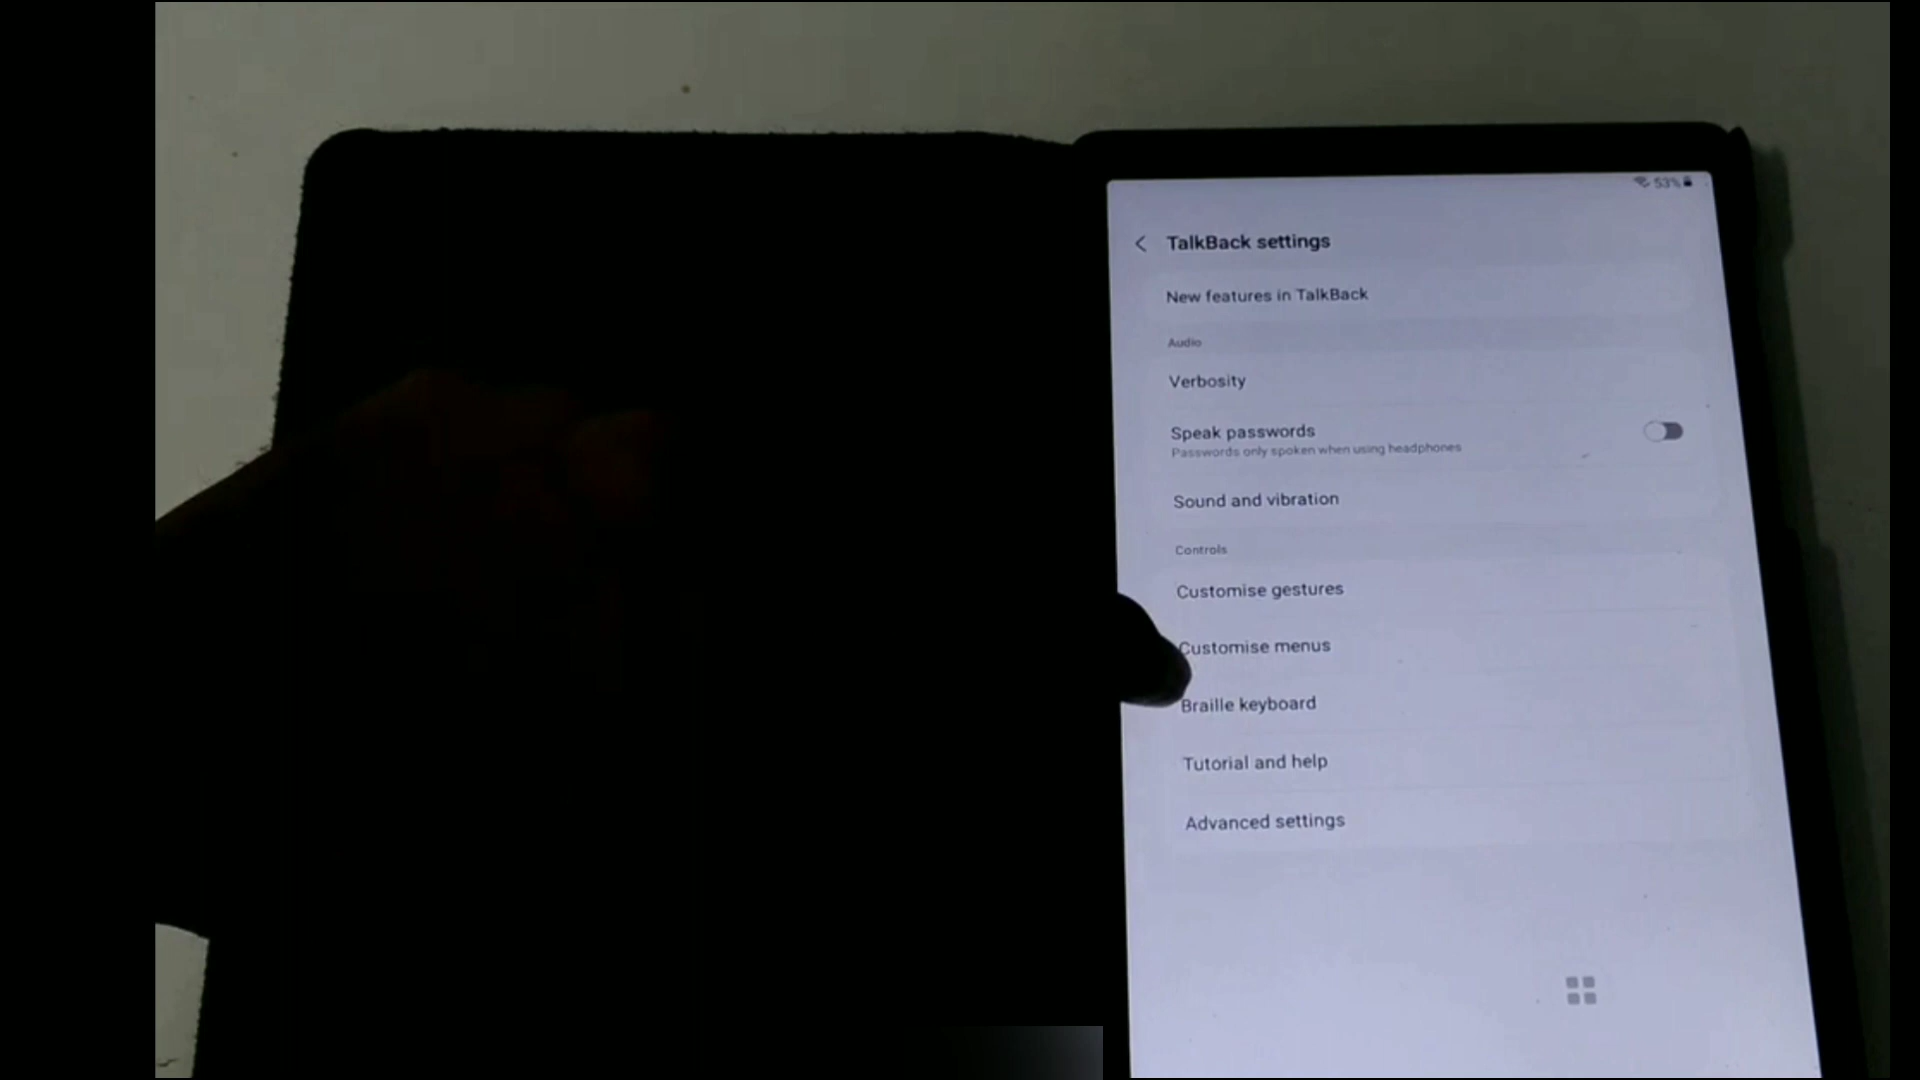 53%
TalkBack settings
New features in TalkBack
Audio
Verbosity
Speak passwords
Passwords only spoken when using headphones
Sound and vibration
Controls
Customise gestures
Customise menus
Braille keyboard
Tutorial and help
Advanced settings